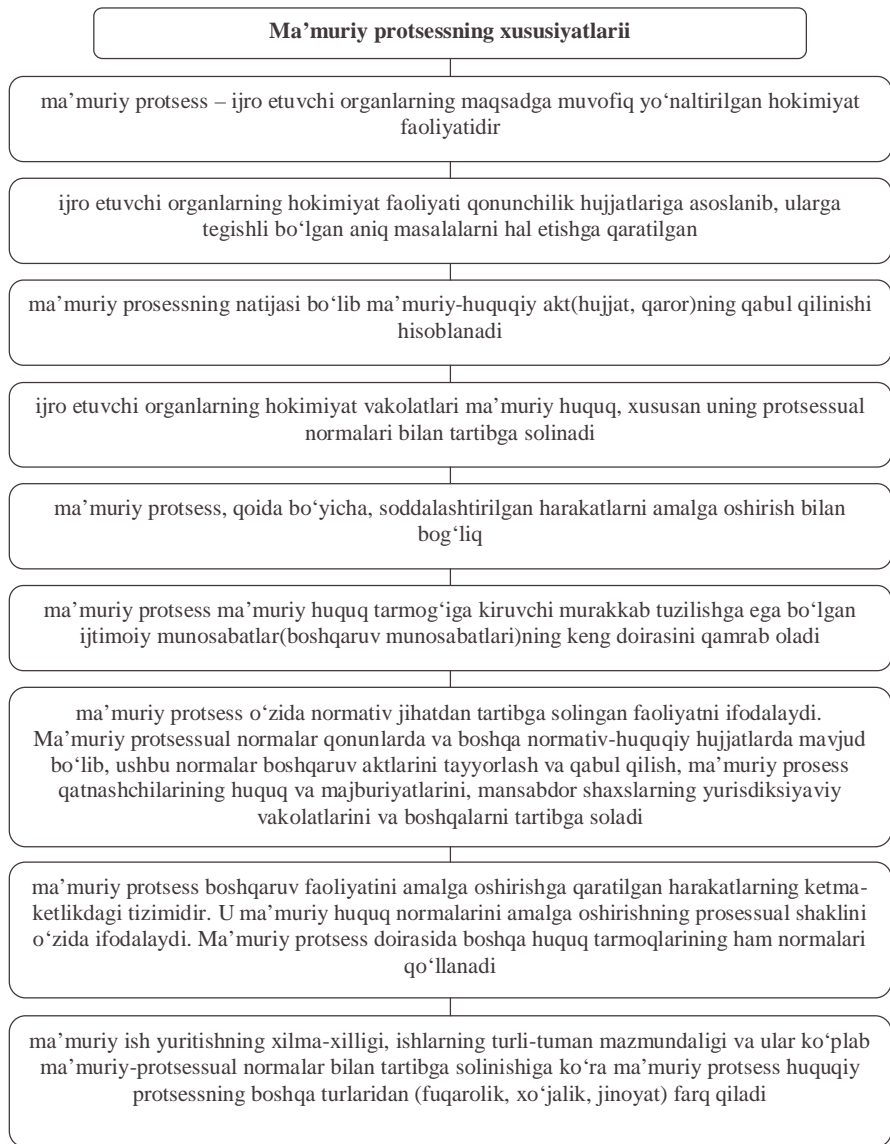 Ma’muriy protsessning xususiyatlarii
ma’muriy protsess – ijro etuvchi organlarning maqsadga muvofiq yo‘naltirilgan hokimiyat
faoliyatidir
ijro etuvchi organlarning hokimiyat faoliyati qonunchilik hujjatlariga asoslanib, ularga
tegishli bo‘lgan aniq masalalarni hal etishga qaratilgan
ma’muriy prosessning natijasi bo‘lib ma’muriy-huquqiy akt(hujjat, qaror)ning qabul qilinishi
hisoblanadi
ijro etuvchi organlarning hokimiyat vakolatlari ma’muriy huquq, xususan uning protsessual
normalari bilan tartibga solinadi
ma’muriy protsess, qoida bo‘yicha, soddalashtirilgan harakatlarni amalga oshirish bilan
bog‘liq
ma’muriy protsess ma’muriy huquq tarmog‘iga kiruvchi murakkab tuzilishga ega bo‘lgan
ijtimoiy munosabatlar(boshqaruv munosabatlari)ning keng doirasini qamrab oladi
ma’muriy protsess o‘zida normativ jihatdan tartibga solingan faoliyatni ifodalaydi.
Ma’muriy protsessual normalar qonunlarda va boshqa normativ-huquqiy hujjatlarda mavjud
bo‘lib, ushbu normalar boshqaruv aktlarini tayyorlash va qabul qilish, ma’muriy prosess
qatnashchilarining huquq va majburiyatlarini, mansabdor shaxslarning yurisdiksiyaviy
vakolatlarini va boshqalarni tartibga soladi
ma’muriy protsess boshqaruv faoliyatini amalga oshirishga qaratilgan harakatlarning ketma-
ketlikdagi tizimidir. U ma’muriy huquq normalarini amalga oshirishning prosessual shaklini
o‘zida ifodalaydi. Ma’muriy protsess doirasida boshqa huquq tarmoqlarining ham normalari
qo‘llanadi
ma’muriy ish yuritishning xilma-xilligi, ishlarning turli-tuman mazmundaligi va ular ko‘plab
ma’muriy-protsessual normalar bilan tartibga solinishiga ko‘ra ma’muriy protsess huquqiy
protsessning boshqa turlaridan (fuqarolik, xo‘jalik, jinoyat) farq qiladi